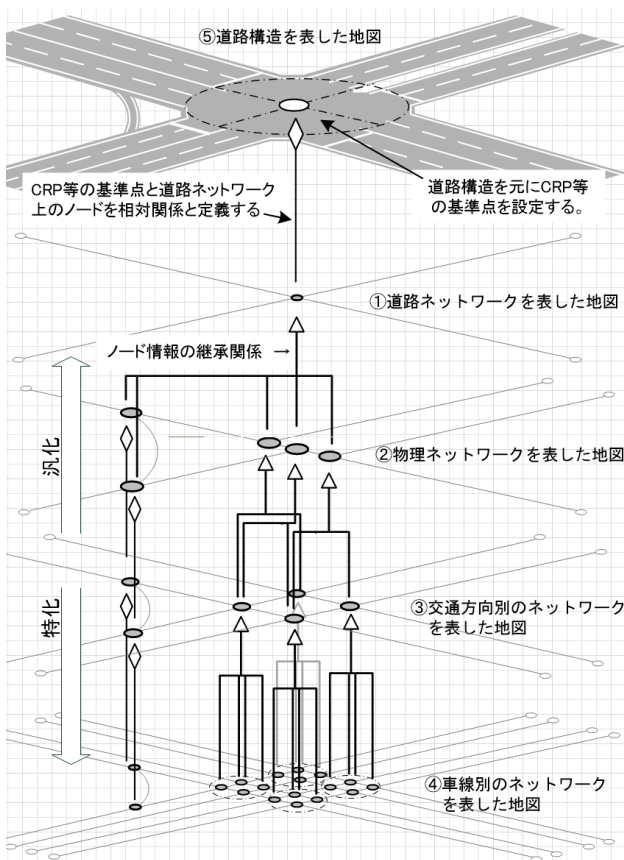 ⑤道路構造を表した地図
CRP等の基準点と道路ネットワーク
上のノードを相対関係と定義する
道路構造を元にCRP等
の基準点を設定する。
①道路ネットワークを表した地図
ノード情報の継承関係 →
汎化
②物理ネットワークを表した地図
特化
③交通方向別のネットワーク
を表した地図
④車線別のネットワーク
を表した地図